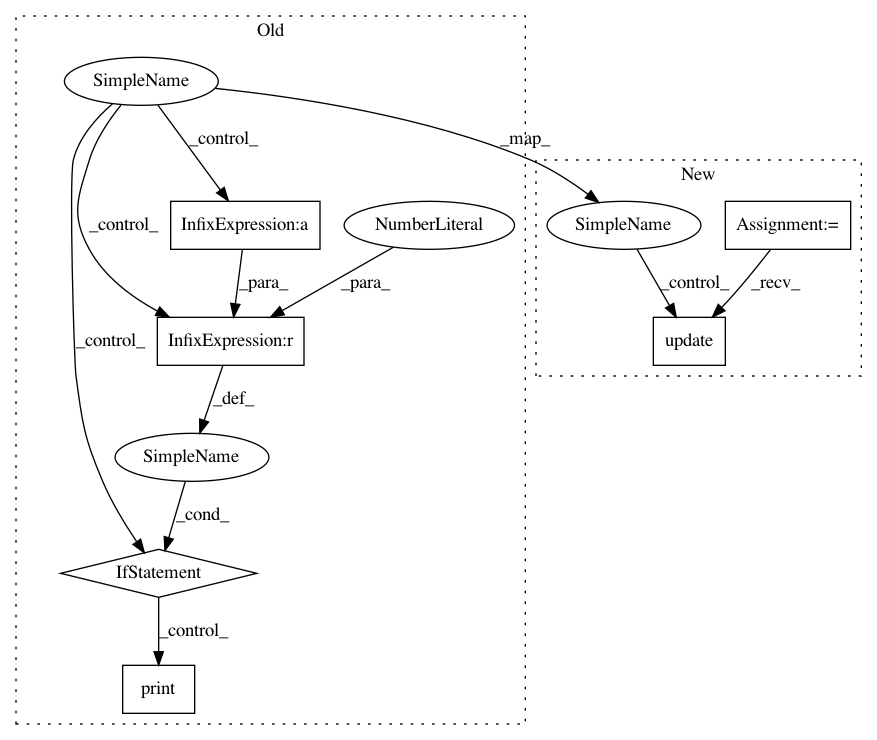 Old
SimpleName
_map_
_control_
New
InfixExpression:a
NumberLiteral
SimpleName
Assignment:=
_control_
_para_
_para_
_control_
_recv_
_control_
InfixExpression:r
update
_def_
SimpleName
_cond_
IfStatement
_control_
print